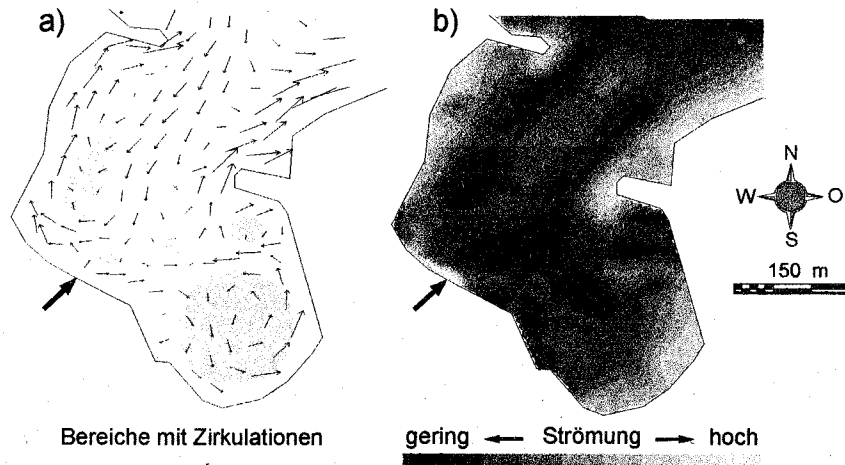 a)
b)
N
W O
S
150 m
Bereiche mit Zirkulationen
gering Strömung hoch